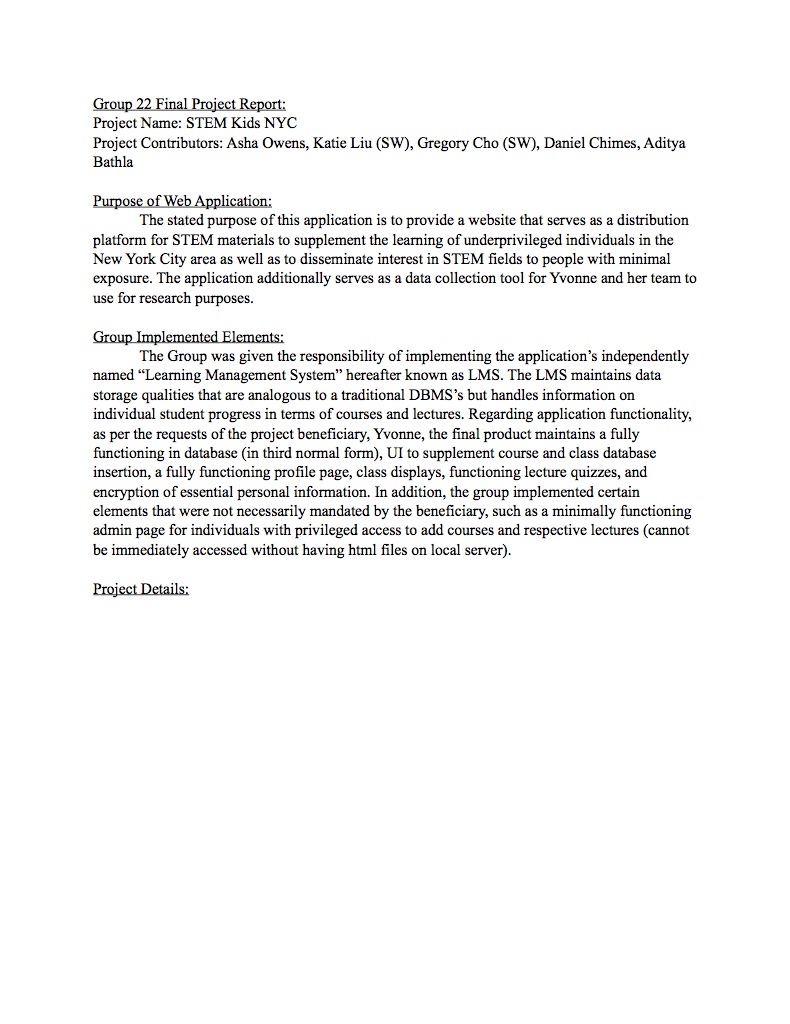 Group 22 Final Project Report:
Project Name: STEM Kids NYC
Project Contributors: Asha Owens, Katie Liu (SW), Gregory Cho (SW), Daniel Chimes, Aditya
Bathla
Purpose of Web Application:
The stated purpose of this application is to provide a website that serves as a distribution
platform for STEM materials to supplement the learning of underprivileged individuals in the
New York City area as well as to disseminate interest in STEM fields to people with minimal
exposure. The application additionally serves as a data collection tool for Yvonne and her team to
use for research purposes.
Group Implemented Elements:
The Group was given the responsibility of implementing the application’s independently
named “Learning Management System” hereafter known as LMS. The LMS maintains data
storage qualities that are analogous to a traditional DBMS’s but handles information on
individual student progress in terms of courses and lectures. Regarding application functionality,
as per the requests of the project beneficiary, Yvonne, the final product maintains a fully
functioning in database (in third normal form), UI to supplement course and class database
insertion, a fully functioning profile page, class displays, functioning lecture quizzes, and
encryption of essential personal information. In addition, the group implemented certain
elements that were not necessarily mandated by the beneficiary, such as a minimally functioning
admin page for individuals with privileged access to add courses and respective lectures (cannot
be immediately accessed without having html files on local server).
Project Details: